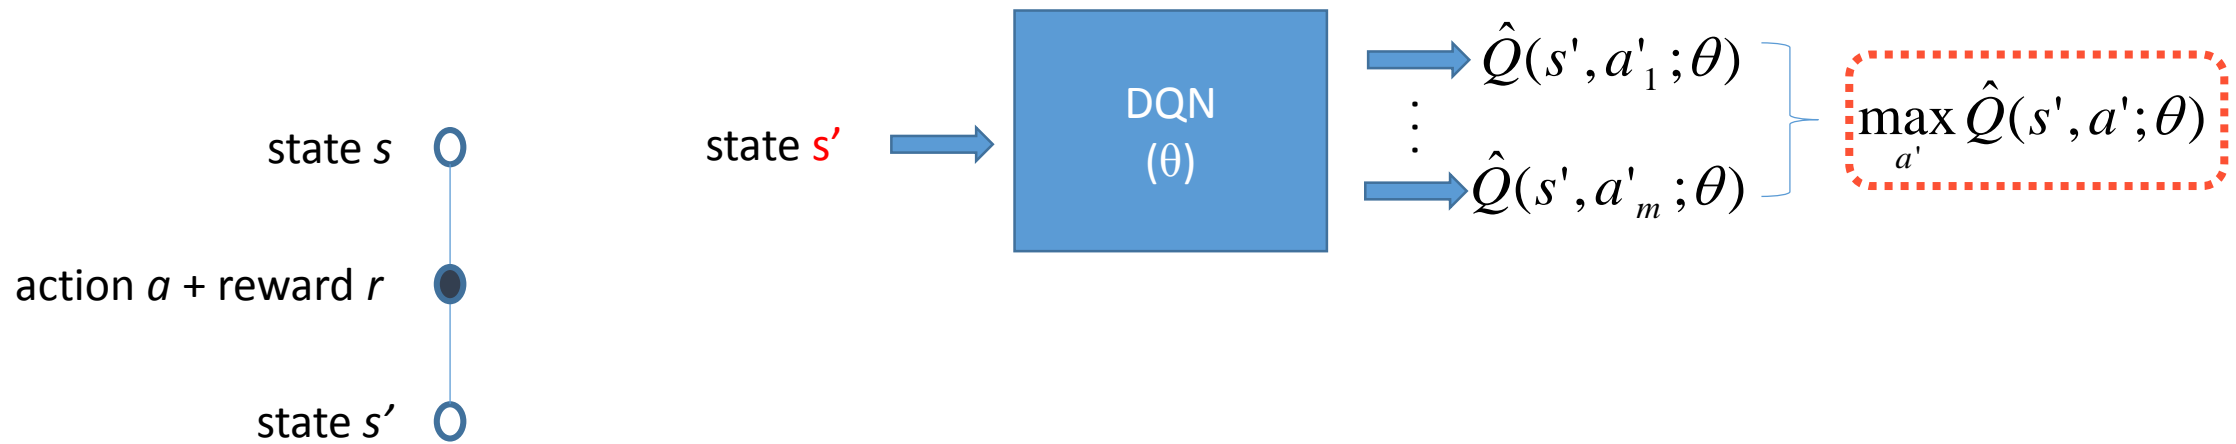 state s
action a + reward r
state s’
state s’
DQN
(θ)
Q̂(s', a'₁; θ)
⋮
Q̂(s', a'ₘ; θ)
max Q̂(s', a'; θ)
a'